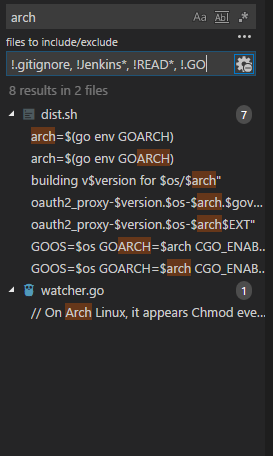 arch
Aa Abl .*
files to include/exclude
...
!.gitignore, !Jenkins*, !READ*, !.GO
8 results in 2 files
dist.sh 7
arch=$(go env GOARCH)
arch=$(go env GOARCH)
building v$version for $os/$arch"
oauth2_proxy-$version.$os-$arch.$gov...
oauth2_proxy-$version.$os-$arch$EXT"
GOOS=$os GOARCH=$arch CGO_ENAB...
GOOS=$os GOARCH=$arch CGO_ENAB...
watcher.go 1
// On Arch Linux, it appears Chmod eve...